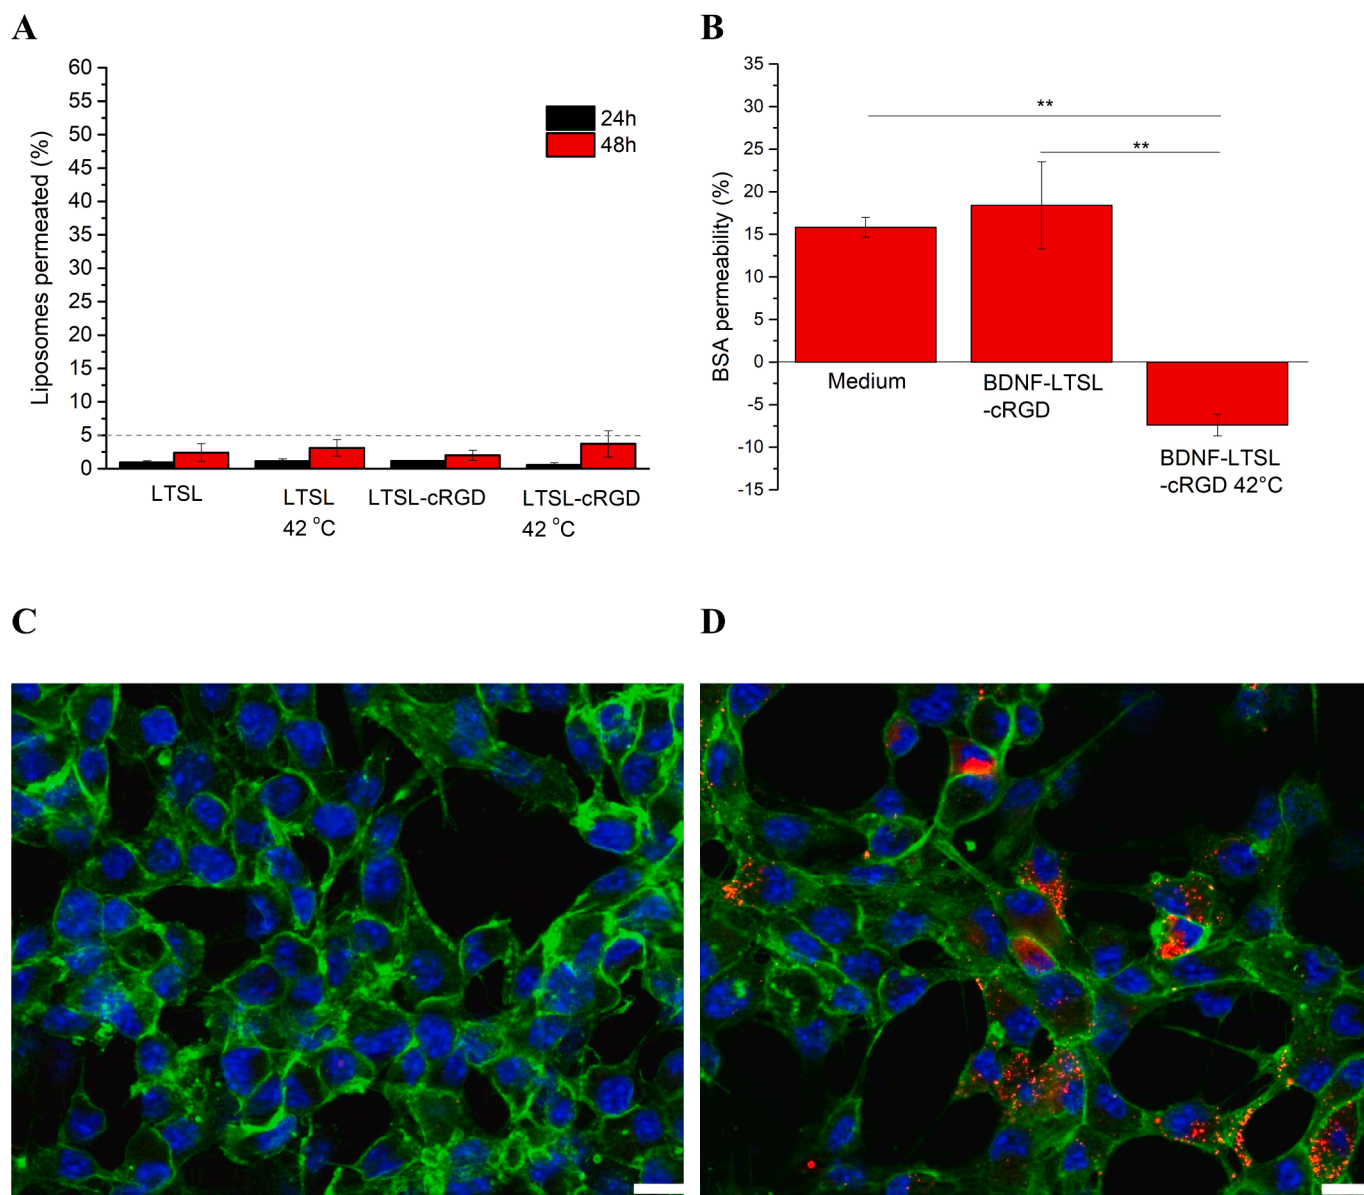 A
Liposomes permeated (%)
60
55
50
45
40
35
30
25
20
15
10
5
0
24h
48h
LTSL
LTSL
42 °C
LTSL-cRGD
LTSL-cRGD
42 °C
B
BSA permeability (%)
35
30
25
20
15
10
5
0
-5
-10
-15
**
**
Medium
BDNF-LTSL
-cRGD
BDNF-LTSL
-cRGD 42°C
C
D